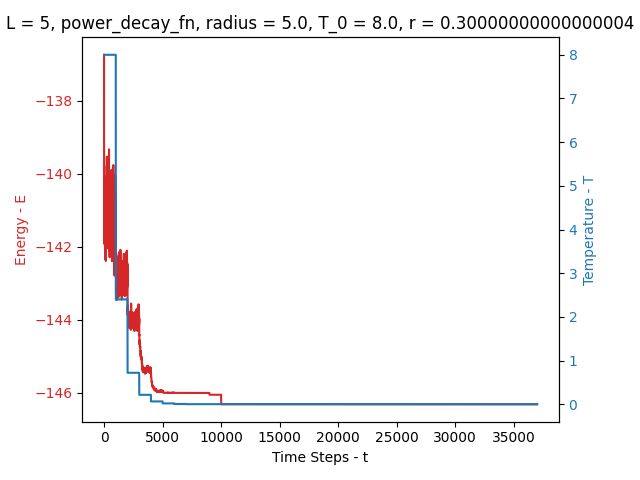 L = 5, power_decay_fn, radius = 5.0, T_0 = 8.0, r = 0.30000000000000004
−138
−140
−142
−144
−146
Energy - E
8
7
6
5
4
3
2
1
0
Temperature - T
0 5000 10000 15000 20000 25000 30000 35000
Time Steps - t